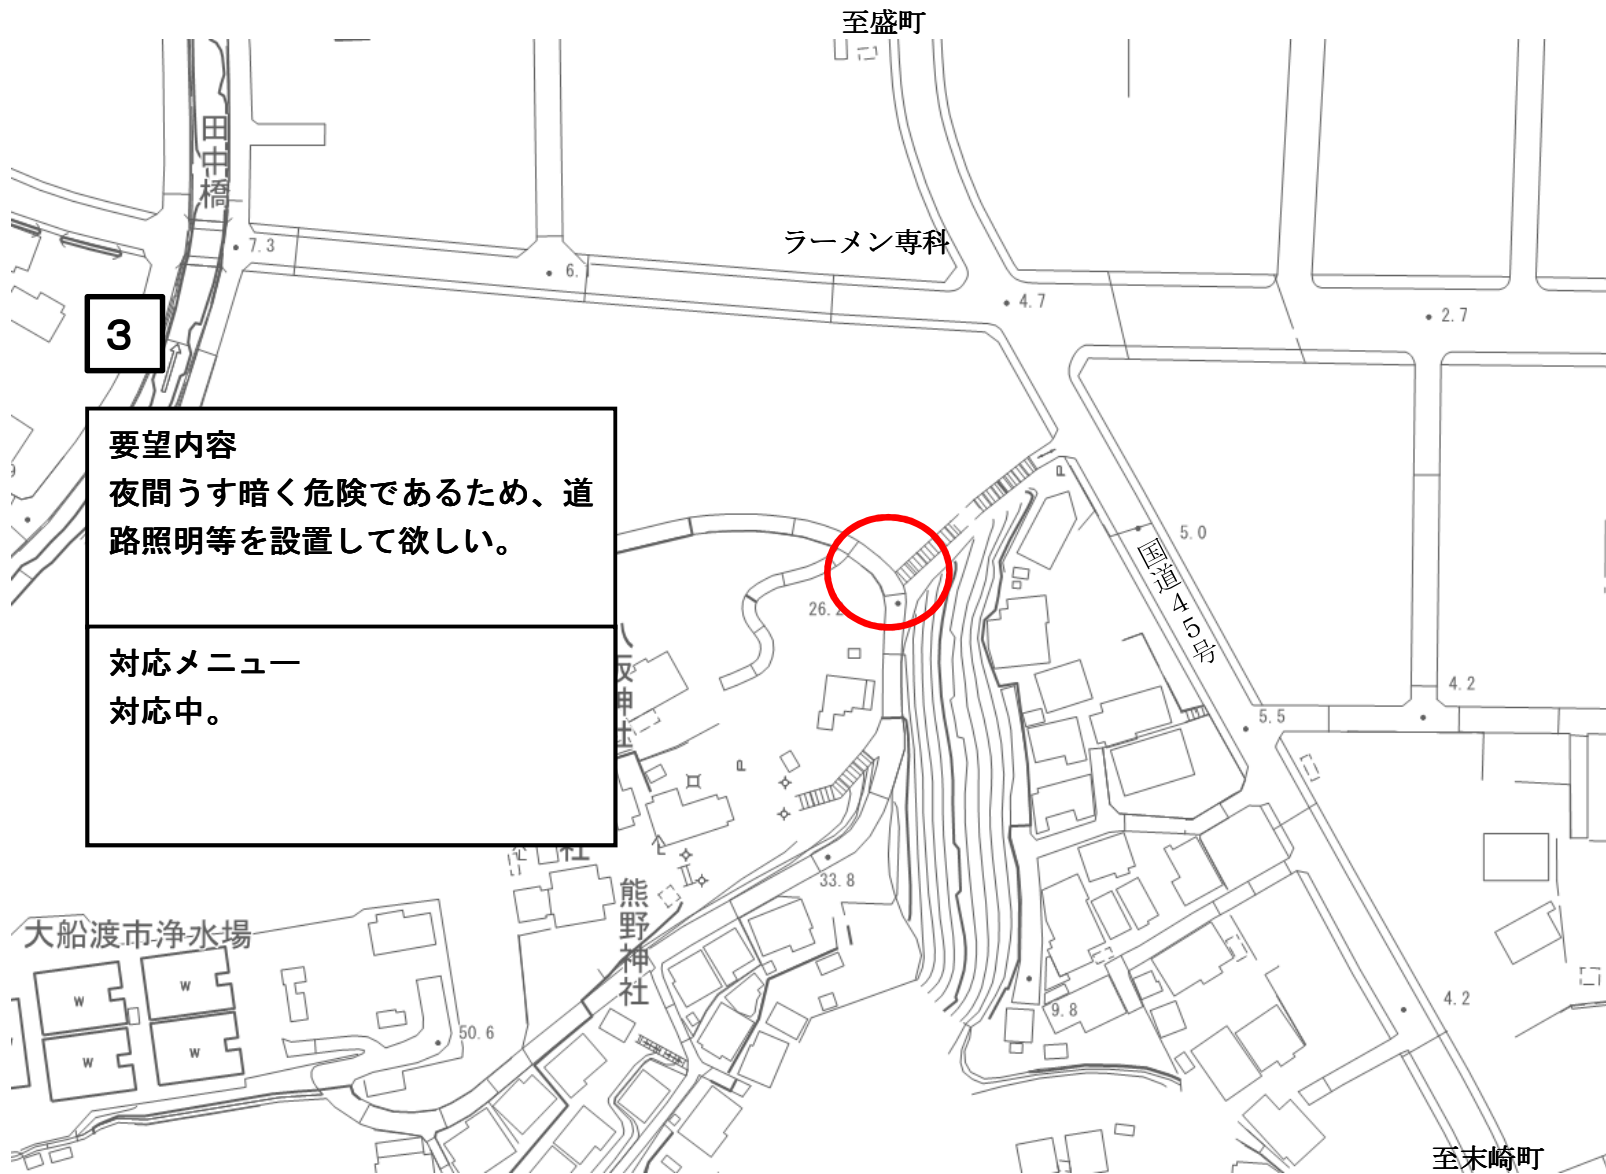 至盛町
田中橋
7.3
ラーメン専科
4.7
2.7
3
要望内容
夜間うす暗く危険であるため、道
路照明等を設置して欲しい。
対応メニュー
対応中。
P
5.0
国道45号
4.2
5.5
P
33.8
熊野神社
大船渡市浄水場
W
W
W
W
50.6
9.8
4.2
至末崎町